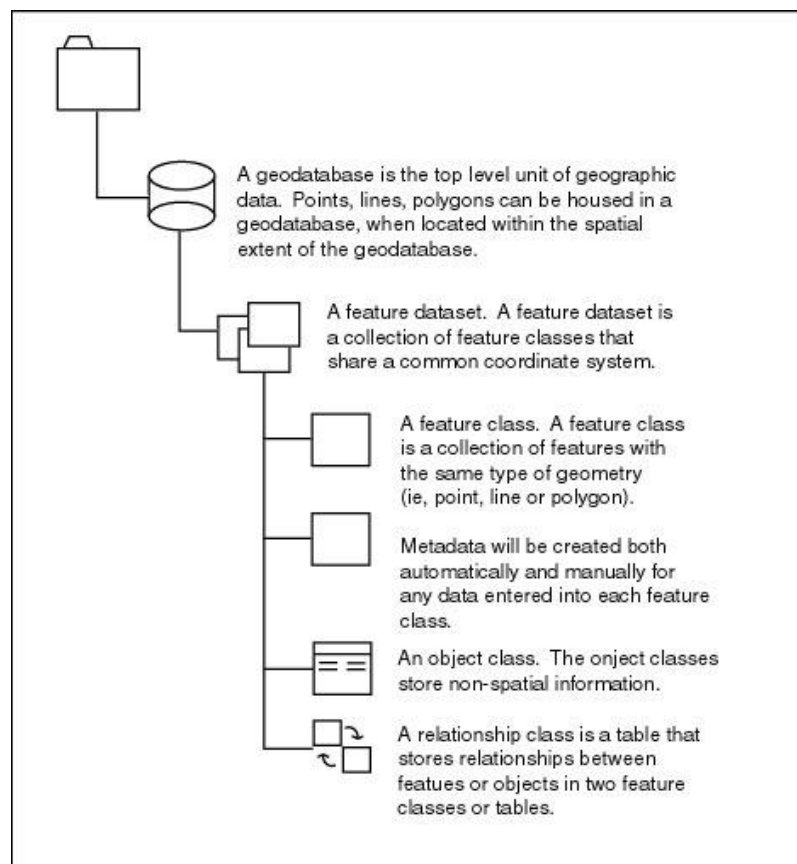 A geodatabase is the top level unit of geographic
data. Points, lines, polygons can be housed in a
geodatabase, when located within the spatial
extent of the geodatabase.
A feature dataset. A feature dataset is
a collection of feature classes that
share a common coordinate system.
A feature class. A feature class
is a collection of features with
the same type of geometry
(ie, point, line or polygon).
Metadata will be created both
automatically and manually for
any data entered into each feature
class.
An object class. The onject classes
store non-spatial information.
A relationship class is a table that
stores relationships between
featues or objects in two feature
classes or tables.